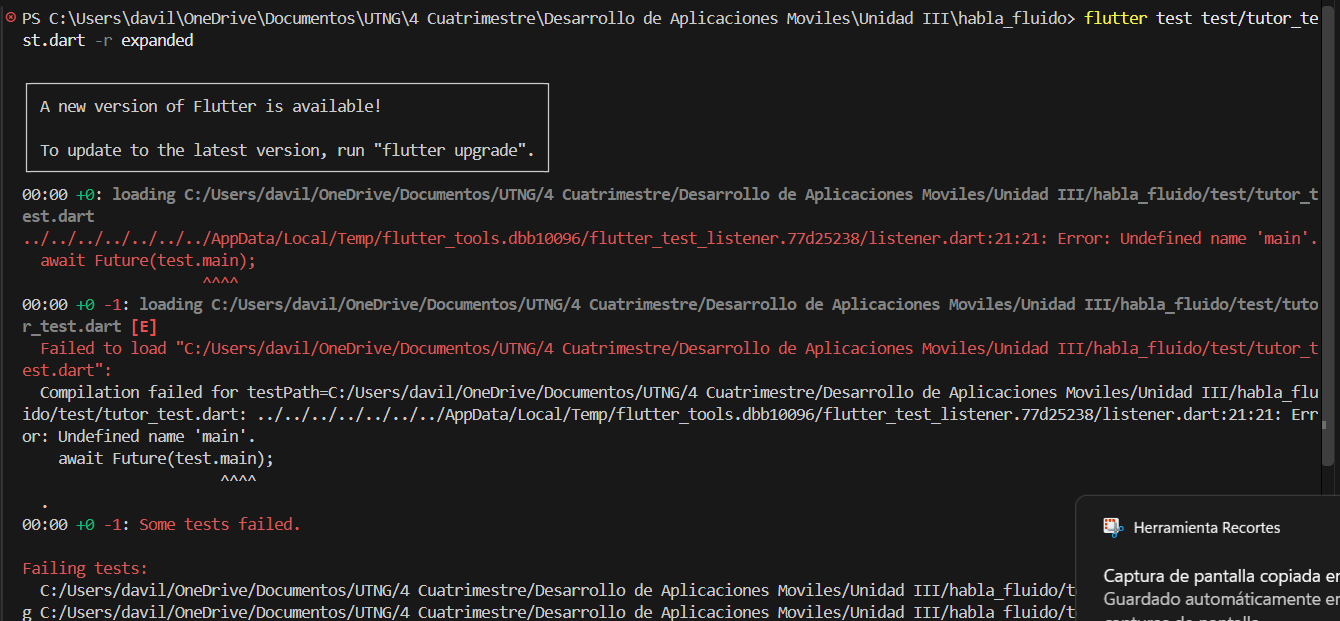 PS C:\Users\davil\OneDrive\Documentos\UTNG\4 Cuatrimestre\Desarrollo de Aplicaciones Moviles\Unidad III\habla_fluido> flutter test test/tutor_te
st.dart -r expanded
A new version of Flutter is available!
To update to the latest version, run "flutter upgrade".
00:00 +0: loading C:/Users/davil/OneDrive/Documentos/UTNG/4 Cuatrimestre/Desarrollo de Aplicaciones Moviles/Unidad III/habla_fluido/test/tutor_t
est.dart
../../../../../../../AppData/Local/Temp/flutter_tools.dbb10096/flutter_test_listener.77d25238/listener.dart:21:21: Error: Undefined name 'main'.
await Future(test.main);
^^^^
00:00 +0 -1: loading C:/Users/davil/OneDrive/Documentos/UTNG/4 Cuatrimestre/Desarrollo de Aplicaciones Moviles/Unidad III/habla_fluido/test/tuto
r_test.dart [E]
Failed to load "C:/Users/davil/OneDrive/Documentos/UTNG/4 Cuatrimestre/Desarrollo de Aplicaciones Moviles/Unidad III/habla_fluido/test/tutor_t
est.dart":
Compilation failed for testPath=C:/Users/davil/OneDrive/Documentos/UTNG/4 Cuatrimestre/Desarrollo de Aplicaciones Moviles/Unidad III/habla_flu
ido/test/tutor_test.dart: ../../../../../../../AppData/Local/Temp/flutter_tools.dbb10096/flutter_test_listener.77d25238/listener.dart:21:21: Err
or: Undefined name 'main'.
await Future(test.main);
^^^^
.
00:00 +0 -1: Some tests failed.
Failing tests:
C:/Users/davil/OneDrive/Documentos/UTNG/4 Cuatrimestre/Desarrollo de Aplicaciones Moviles/Unidad III/habla_fluido/t
g C:/Users/davil/OneDrive/Documentos/UTNG/4 Cuatrimestre/Desarrollo de Aplicaciones Moviles/Unidad III/habla_fluido/t
Herramienta Recortes
Captura de pantalla copiada
Guardado automáticamente